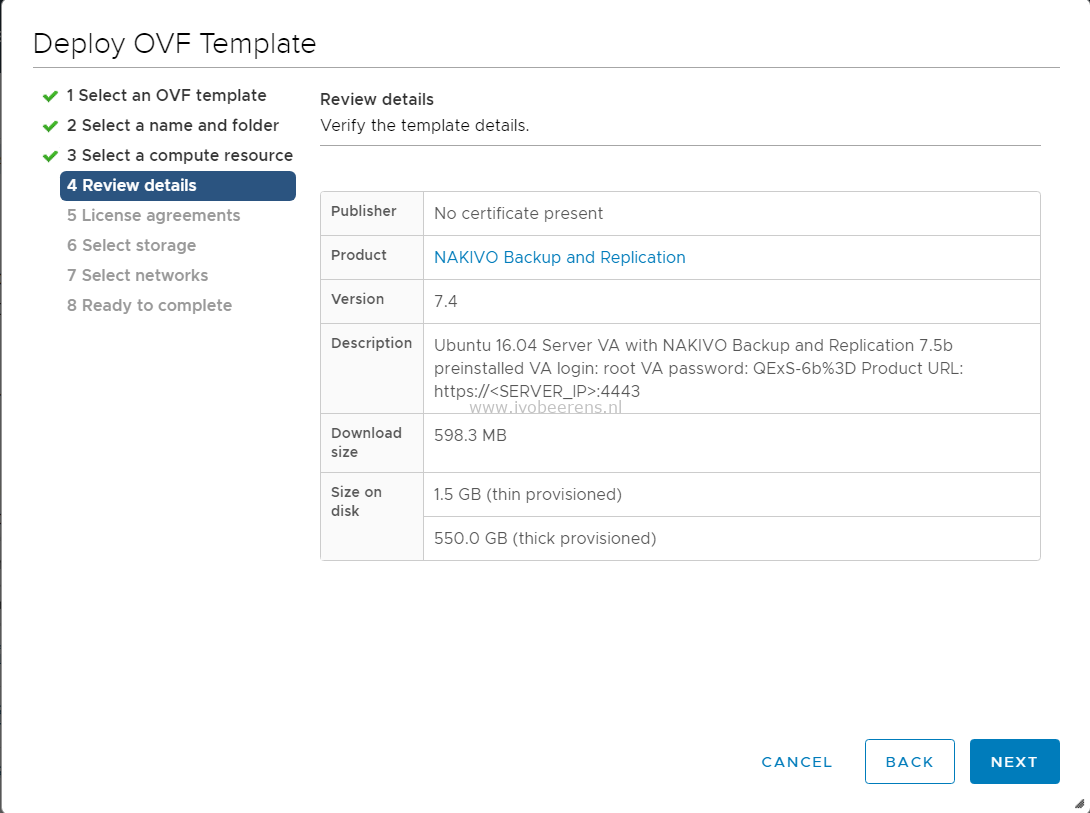 Deploy OVF Template
1 Select an OVF template
2 Select a name and folder
3 Select a compute resource
4 Review details
5 License agreements
6 Select storage
7 Select networks
8 Ready to complete
Review details
Verify the template details.
Publisher
No certificate present
Product
NAKIVO Backup and Replication
Version
7.4
Description
Ubuntu 16.04 Server VA with NAKIVO Backup and Replication 7.5b
preinstalled VA login: root VA password: QExS-6b%3D Product URL:
https://<SERVER_IP>:4443
www.ivobeerens.nl
Download
size
598.3 MB
Size on
disk
1.5 GB (thin provisioned)
550.0 GB (thick provisioned)
CANCEL
BACK
NEXT